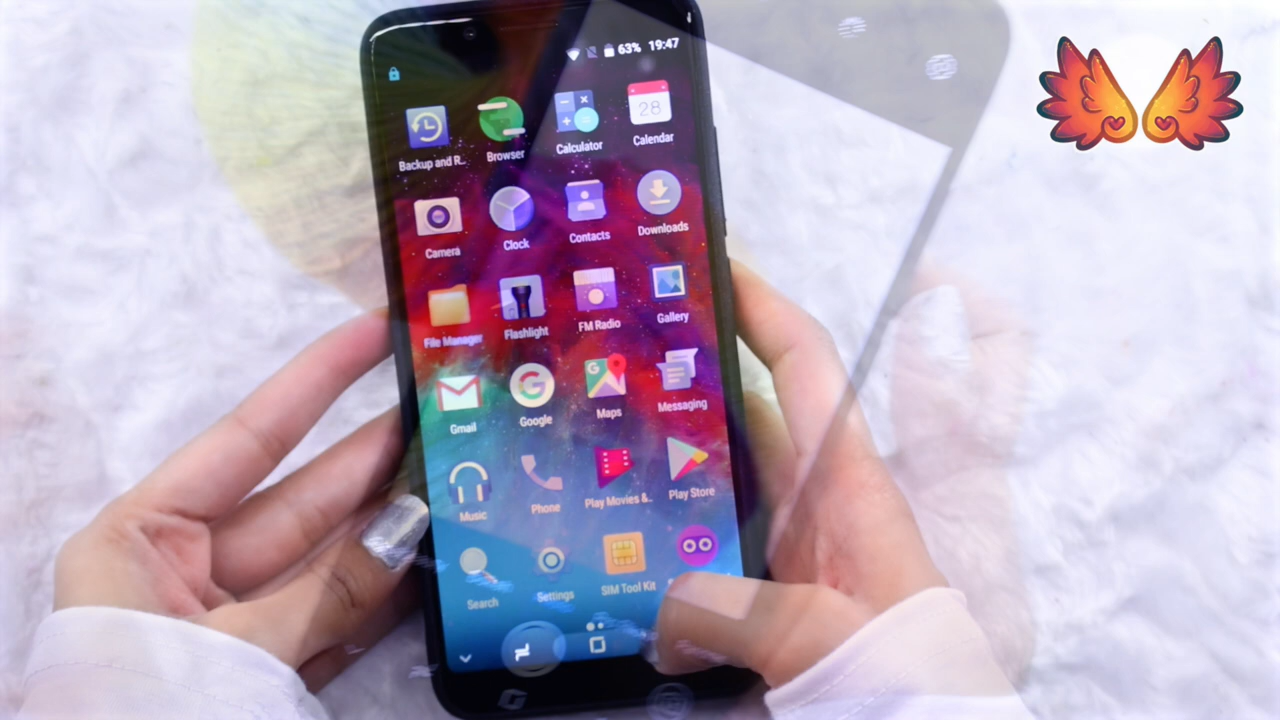 63% 19:47
Backup and R..
Browser
Calculator
28
Calendar
Camera
Clock
Contacts
Downloads
File Manager
Flashlight
FM Radio
Gallery
Gmail
G
Google
G
Maps
Messaging
Music
Phone
Play Movies &..
Play Store
Search
Settings
SIM Tool Kit